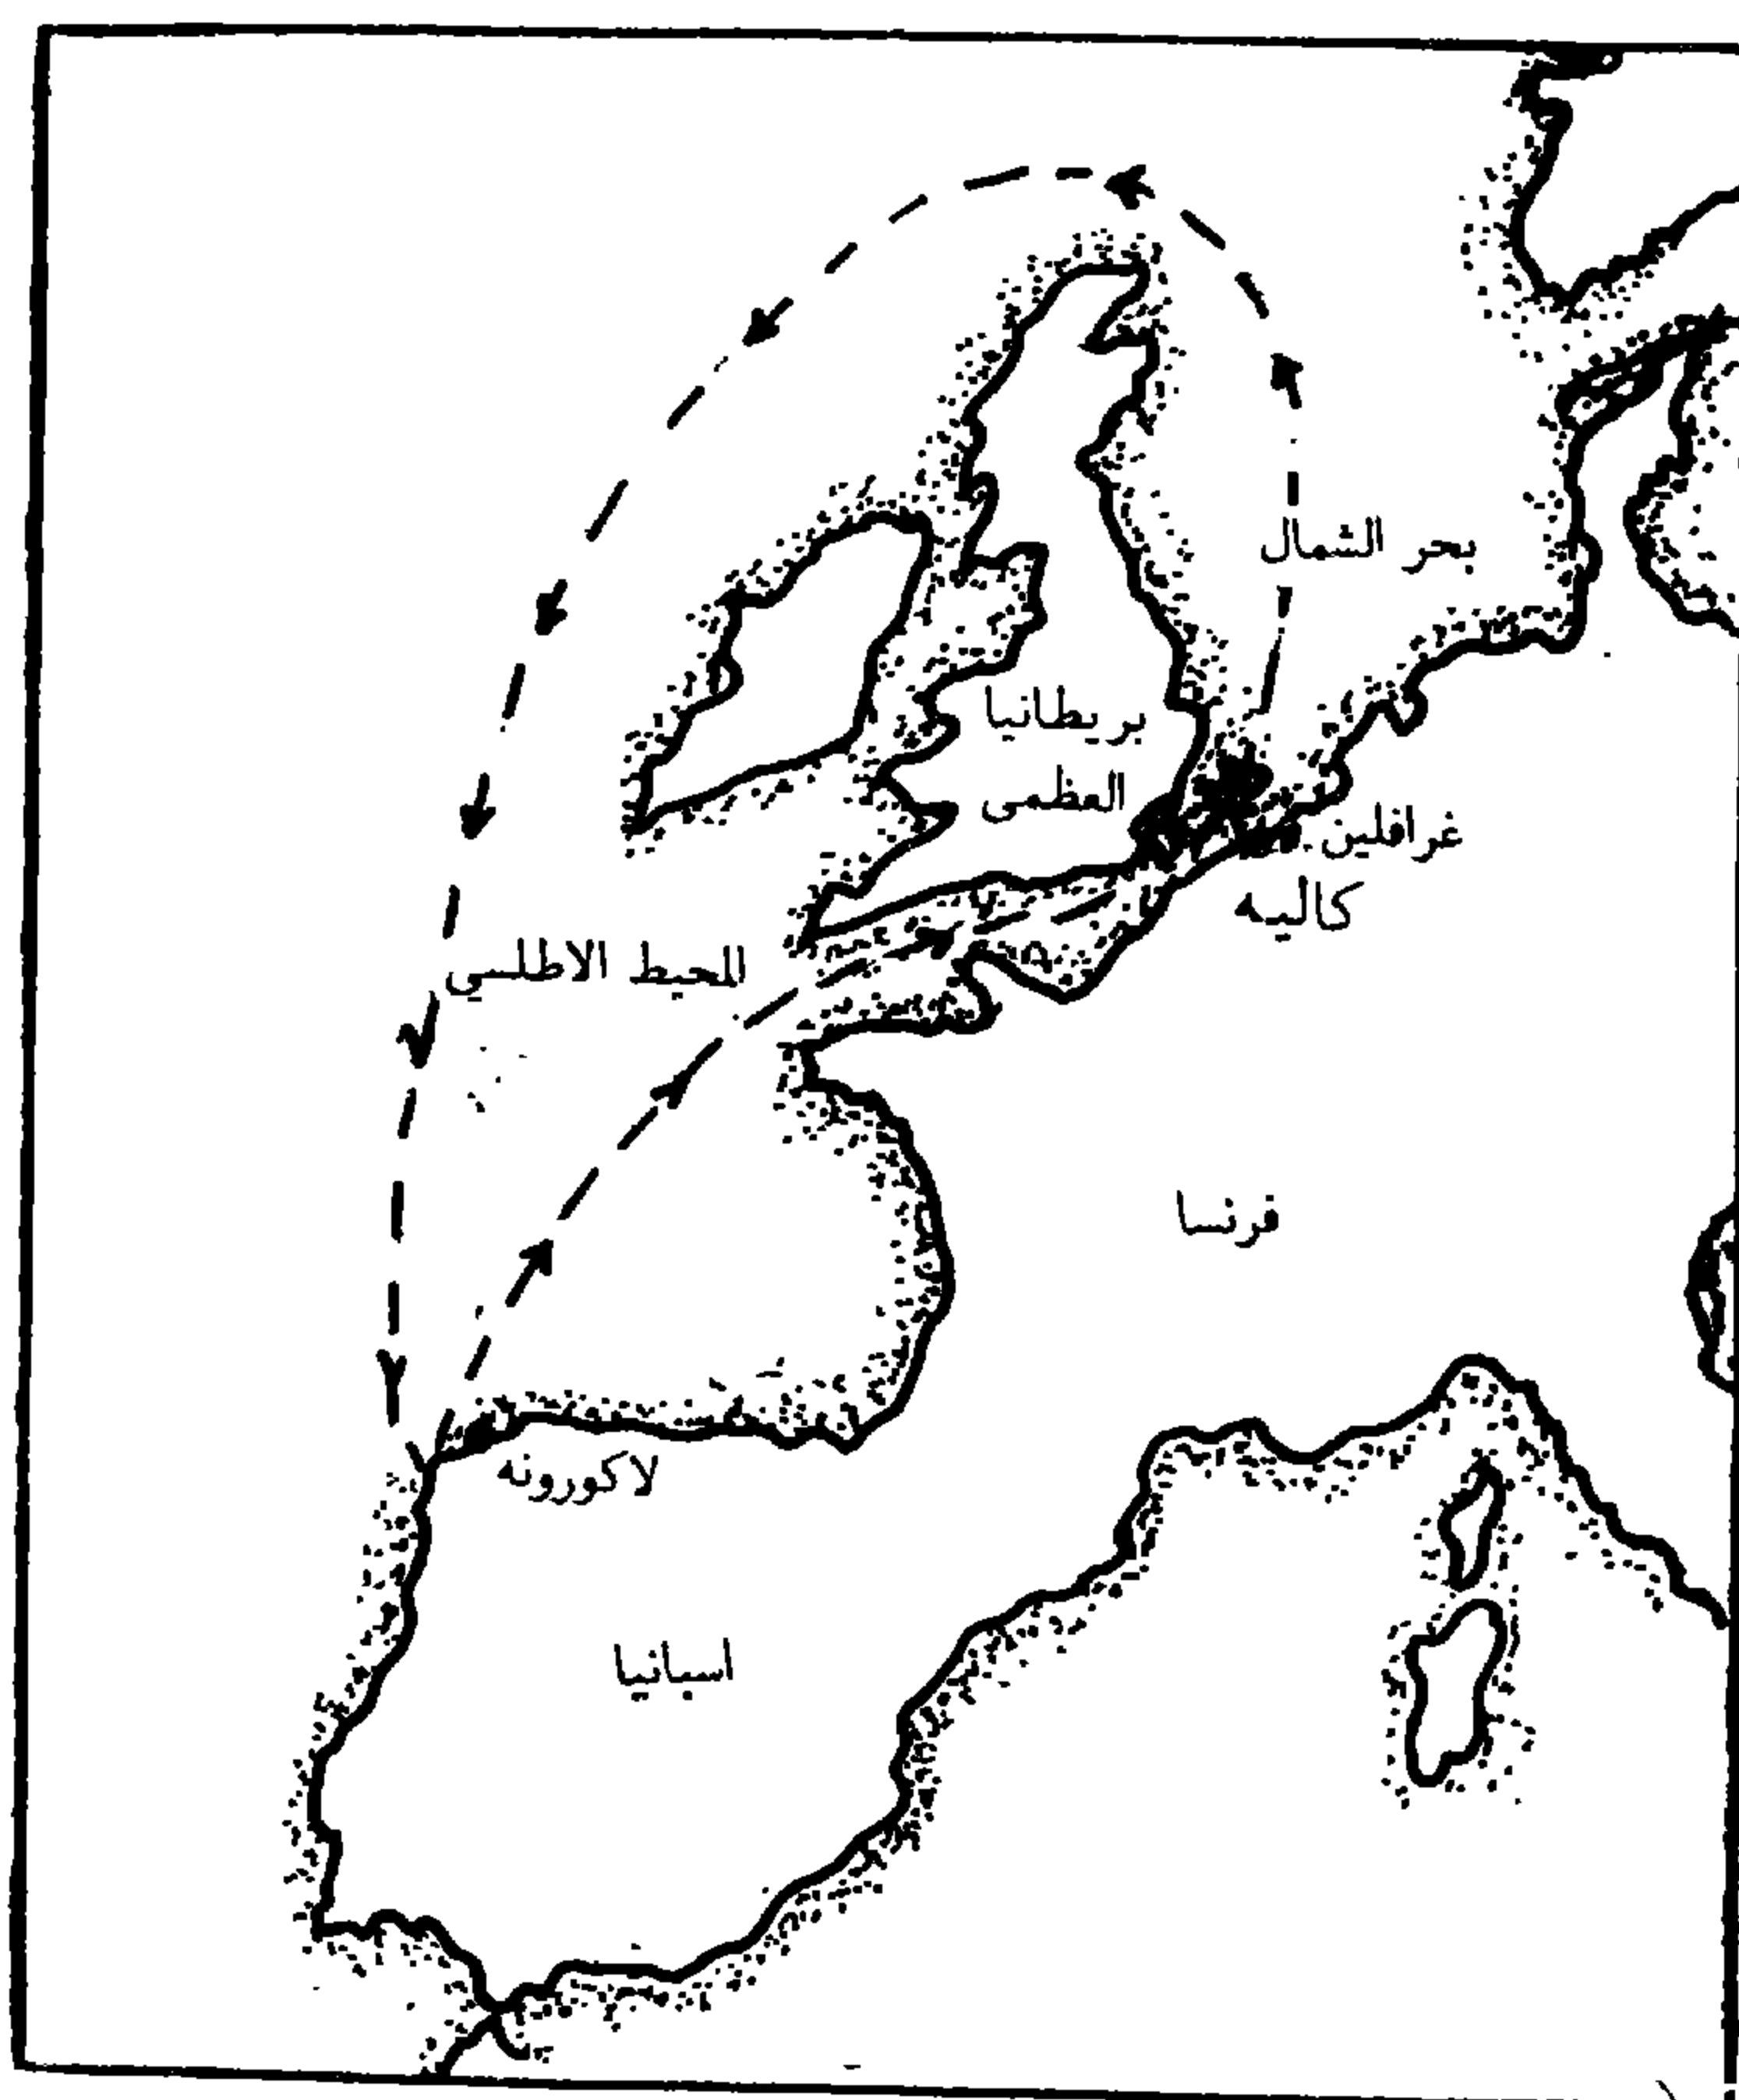 بحر الشمال
بريطانيا
العظمى
غرافلين
كاليه
المحيط الاطلسي
فرنسا
لاكورونه
اسبانيا